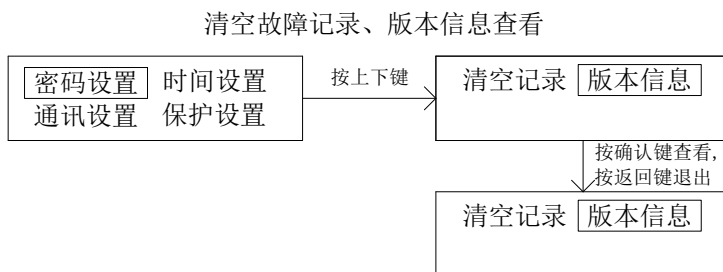 清空故障记录、版本信息查看
密码设置 时间设置
通讯设置 保护设置
按上下键
清空记录 版本信息
按确认键查看,
按返回键退出
清空记录 版本信息